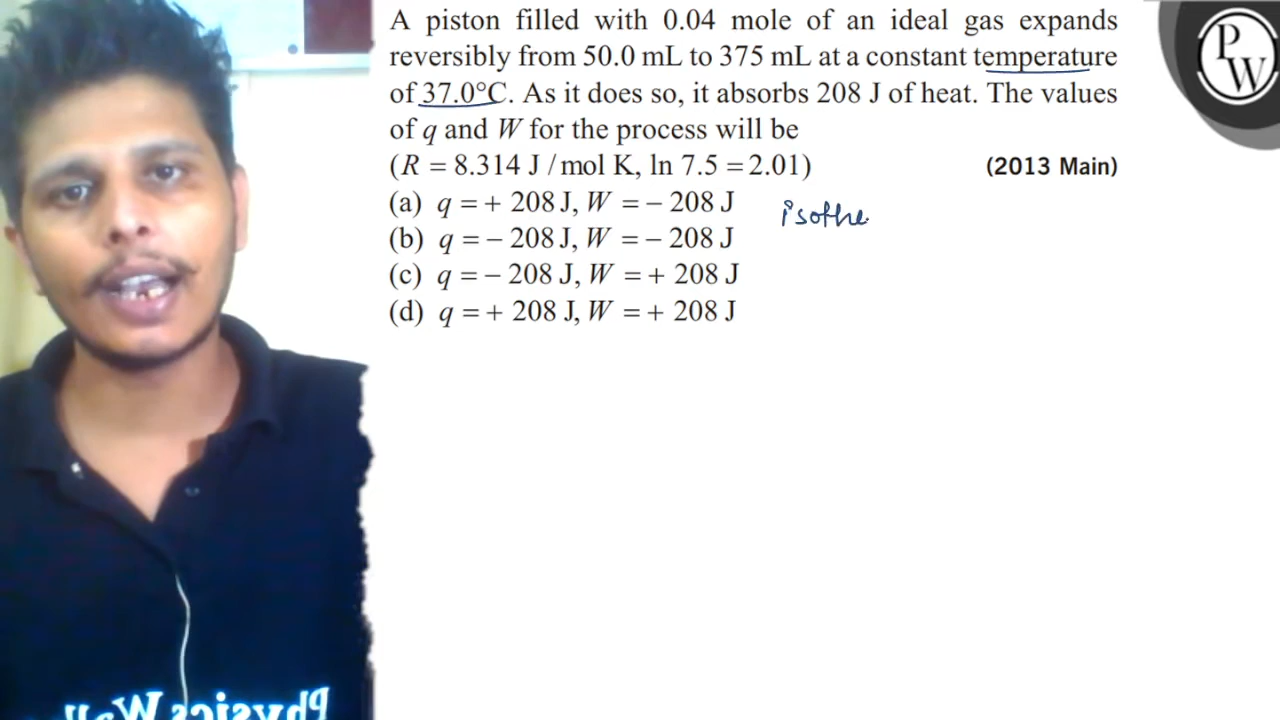 A piston filled with 0.04 mole of an ideal gas expands
reversibly from 50.0 mL to 375 mL at a constant temperature
of 37.0°C. As it does so, it absorbs 208 J of heat. The values
of q and W for the process will be
(R = 8.314 J / mol K, ln 7.5 = 2.01) (2013 Main)
(a) q = + 208 J, W = − 208 J
isothe
(b) q = − 208 J, W = − 208 J
(c) q = − 208 J, W = + 208 J
(d) q = + 208 J, W = + 208 J
PW
Physics Wall